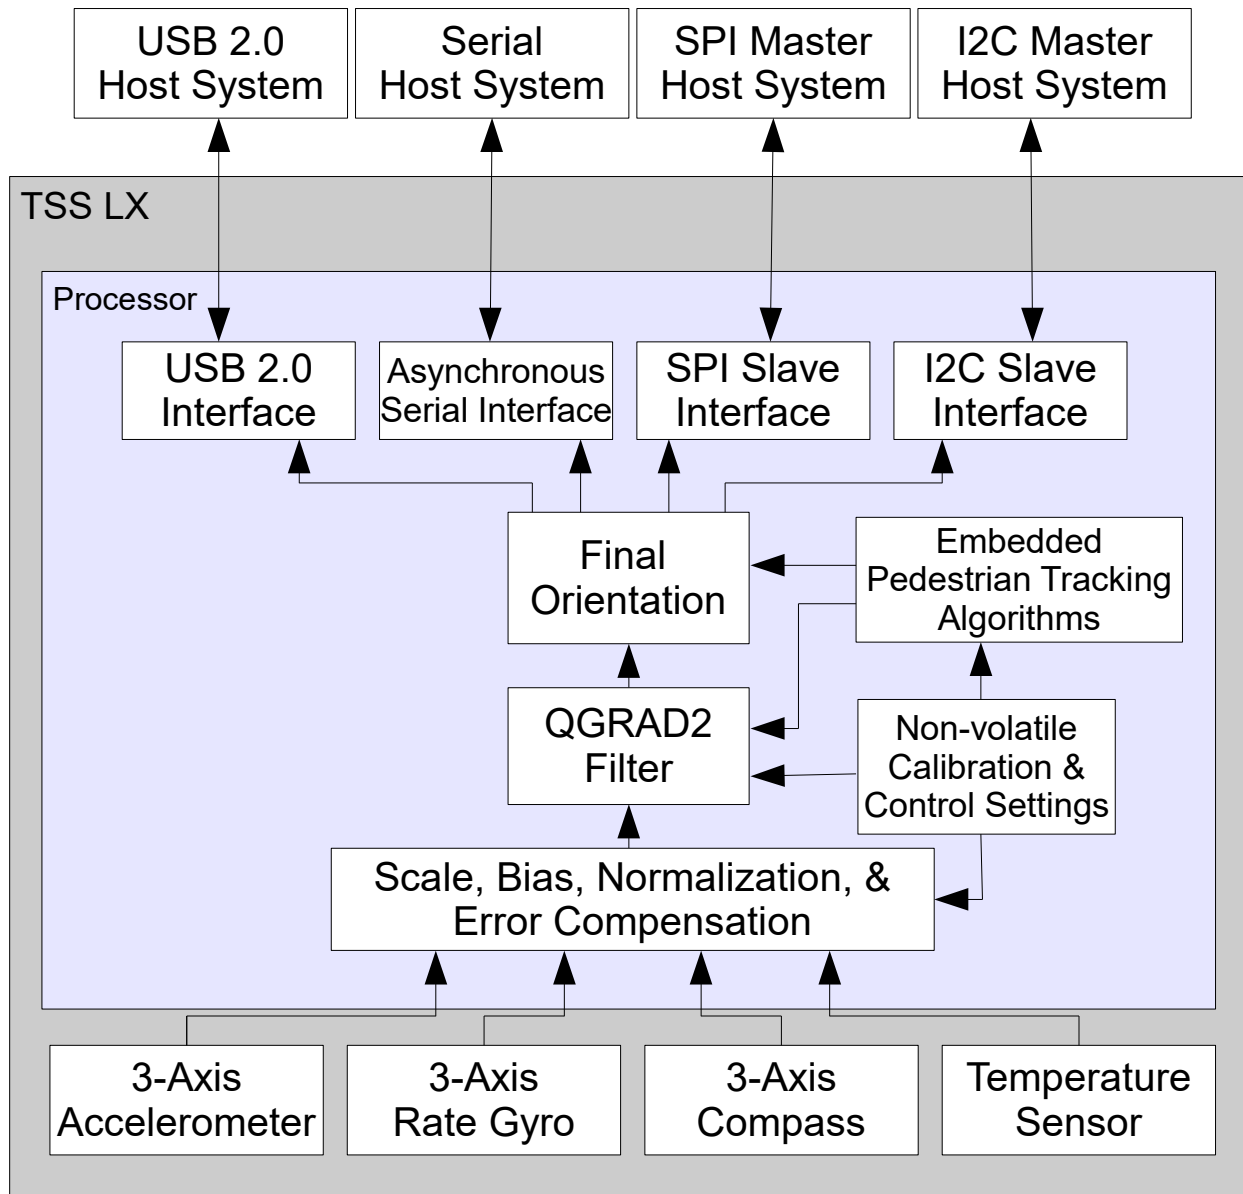 USB 2.0
Host System
Serial
Host System
SPI Master
Host System
I2C Master
Host System
TSS LX
Processor
USB 2.0
Interface
Asynchronous
Serial Interface
SPI Slave
Interface
I2C Slave
Interface
Final
Orientation
Embedded
Pedestrian Tracking
Algorithms
QGRAD2
Filter
Non-volatile
Calibration &
Control Settings
Scale, Bias, Normalization, &
Error Compensation
3-Axis
Accelerometer
3-Axis
Rate Gyro
3-Axis
Compass
Temperature
Sensor